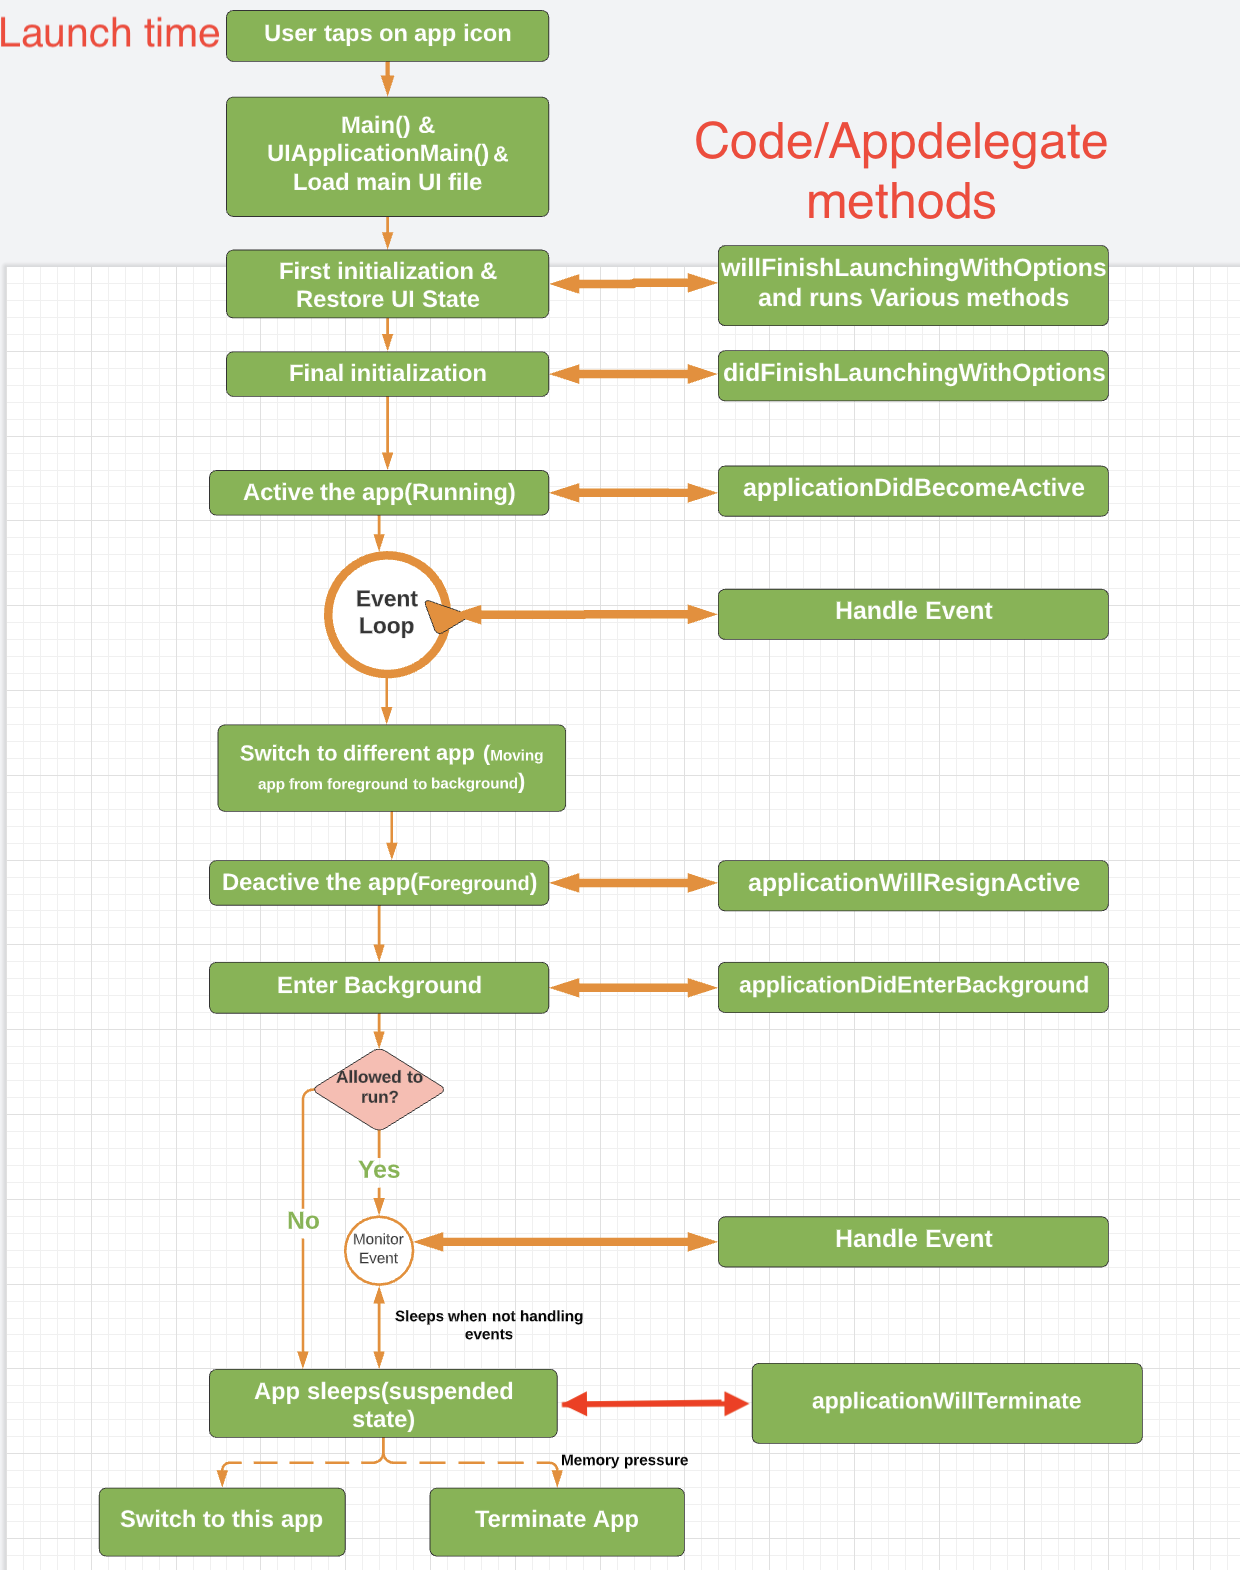 Launch time
User taps on app icon
Main() &
UIApplicationMain() &
Load main UI file
Code/Appdelegate
methods
First initialization &
Restore UI State
willFinishLaunchingWithOptions
and runs Various methods
Final initialization
didFinishLaunchingWithOptions
Active the app(Running)
applicationDidBecomeActive
Event
Loop
Handle Event
Switch to different app (Moving
app from foreground to background)
Deactive the app(Foreground)
applicationWillResignActive
Enter Background
applicationDidEnterBackground
Allowed to
run?
Yes
No
Monitor
Event
Handle Event
Sleeps when not handling
events
App sleeps(suspended
state)
applicationWillTerminate
Memory pressure
Switch to this app
Terminate App